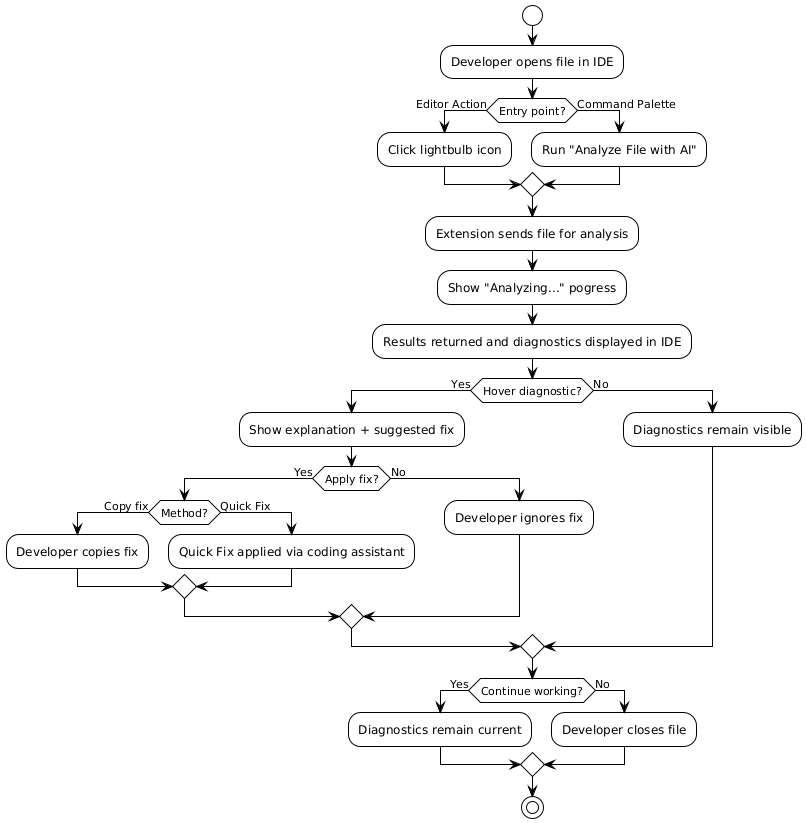 Developer opens file in IDE
Editor Action
Entry point?
Command Palette
Click lightbulb icon
Run "Analyze File with AI"
Extension sends file for analysis
Show "Analyzing..." pogress
Results returned and diagnostics displayed in IDE
Yes
Hover diagnostic?
No
Show explanation + suggested fix
Diagnostics remain visible
Yes
Apply fix?
No
Copy fix
Method?
Quick Fix
Developer ignores fix
Developer copies fix
Quick Fix applied via coding assistant
Yes
Continue working?
No
Diagnostics remain current
Developer closes file